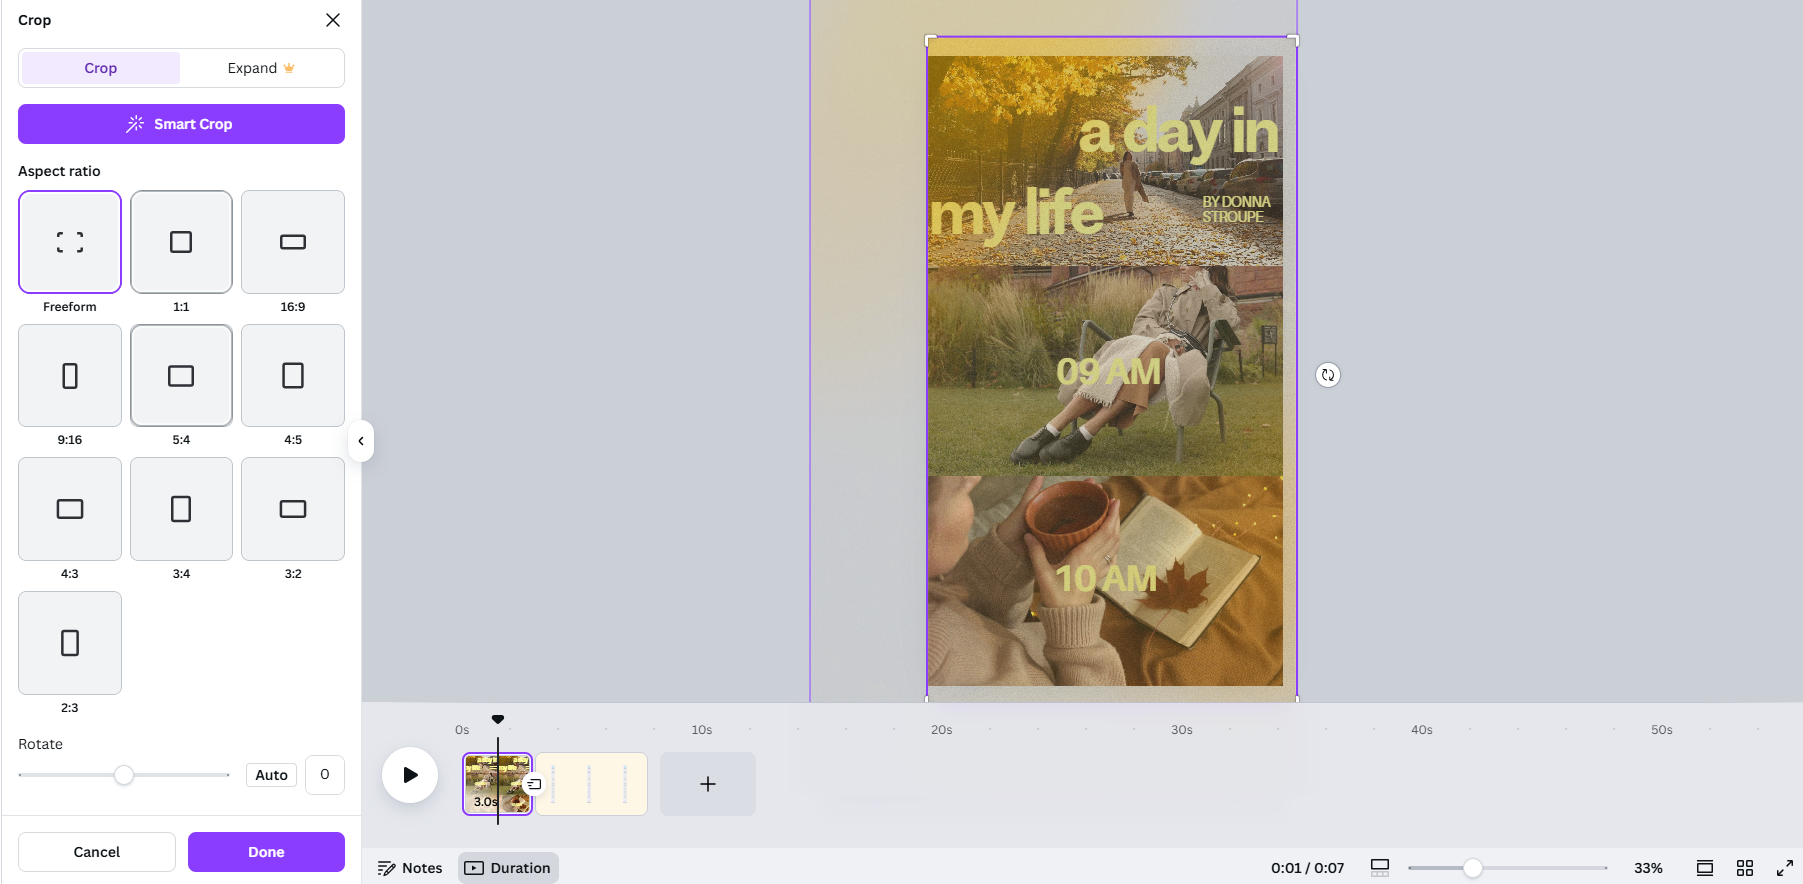 Crop
Crop
Expand
Smart Crop
Aspect ratio
Freeform
1:1
16:9
9:16
5:4
4:5
4:3
3:4
3:2
2:3
Rotate
Auto
0
Cancel
Done
a day in
my life
BY DONNA
STROUPE
09 AM
10 AM
0s
10s
20s
30s
40s
50s
3.0s
Notes
Duration
0:01 / 0:07
33%